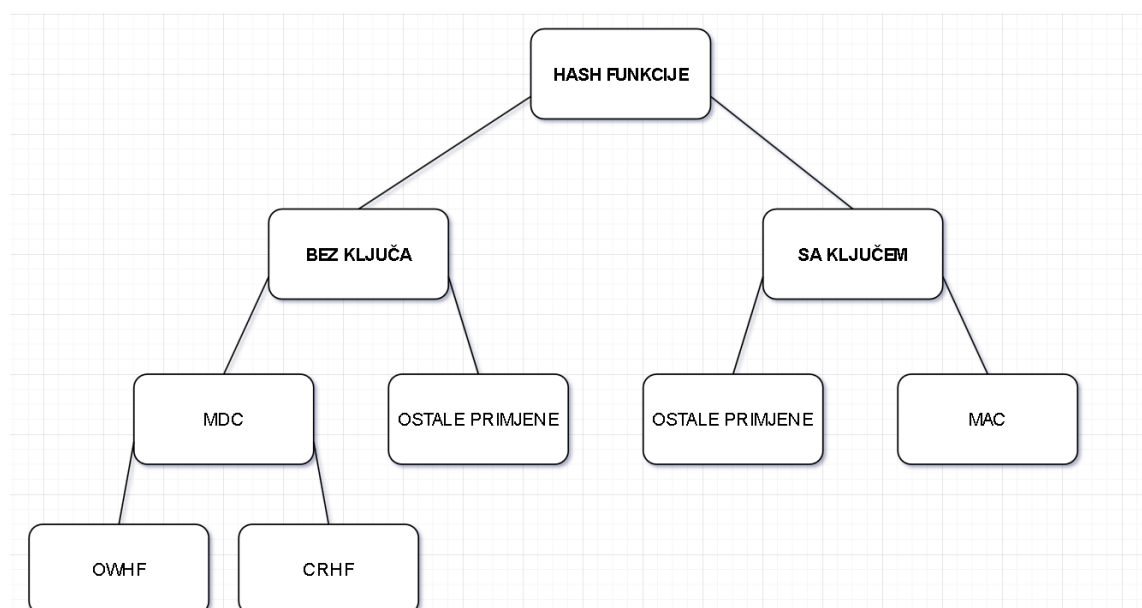 HASH FUNKCIJE
BEZ KLJUČA
SA KLJUČEM
MDC
OSTALE PRIMJENE
OSTALE PRIMJENE
MAC
OWHF
CRHF